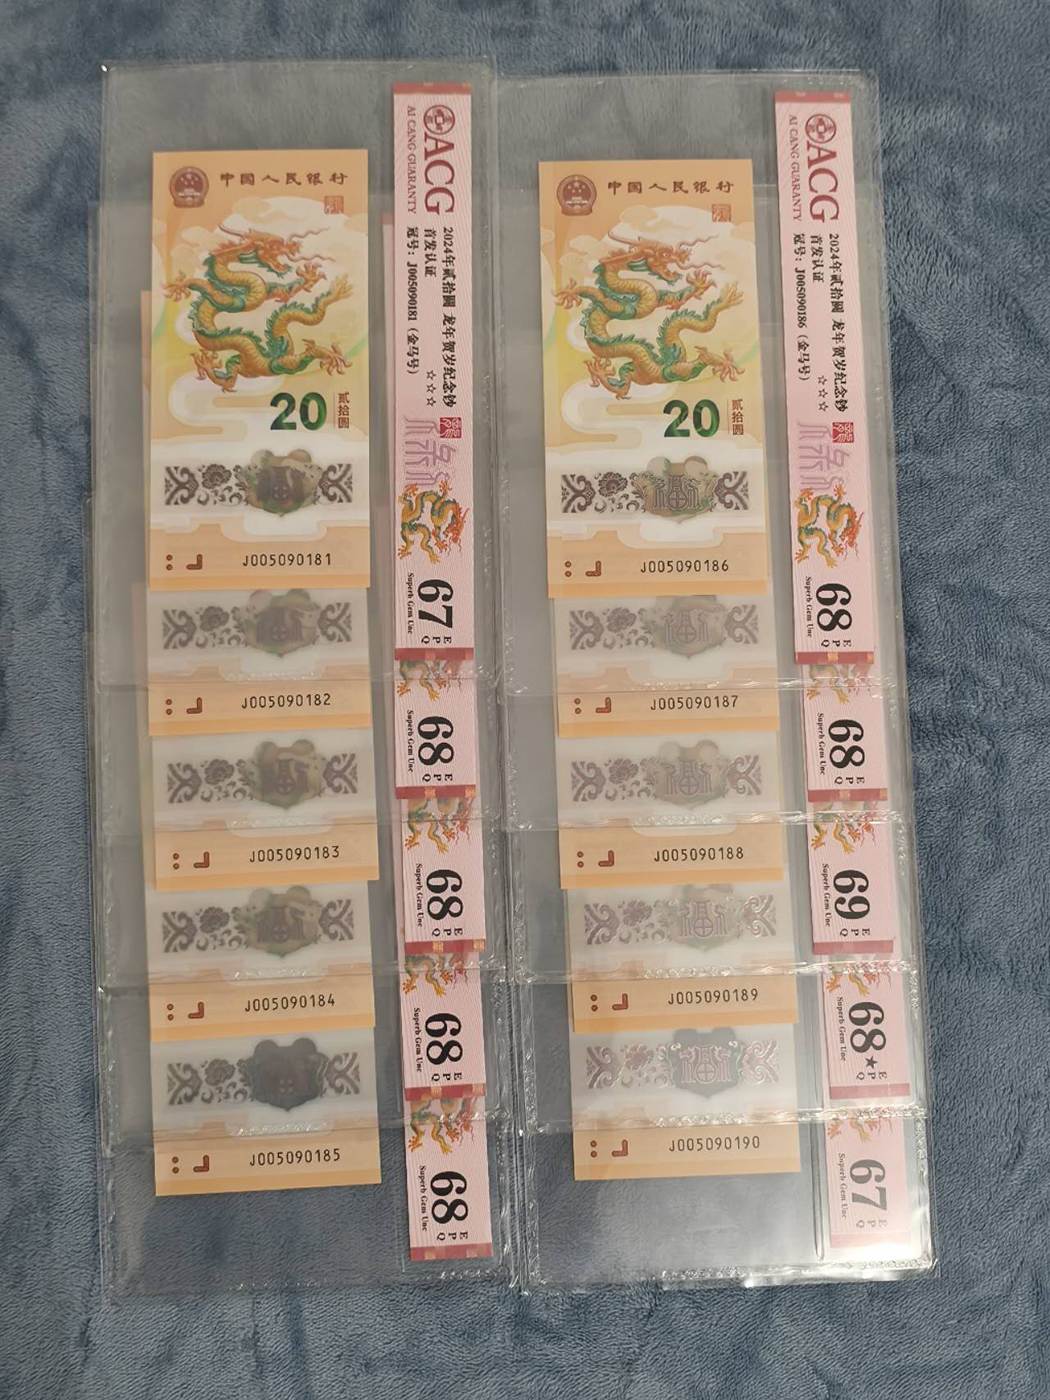 中国人民银行
20
贰拾圆
J005090181
J005090182
J005090183
J005090184
J005090185
ACG
AI CANG GUARANTY
2024年贰拾圆 龙年贺岁纪念钞
首发认证 ☆☆☆
冠号：J005090181（金马号）
67 EPQ
Superb Gem Unc
68 EPQ
Superb Gem Unc
68 EPQ
Superb Gem Unc
68 EPQ
Superb Gem Unc
68 EPQ
Superb Gem Unc
中国人民银行
20
贰拾圆
J005090186
J005090187
J005090188
J005090189
J005090190
ACG
AI CANG GUARANTY
2024年贰拾圆 龙年贺岁纪念钞
首发认证 ☆☆☆
冠号：J005090186（金马号）
68 EPQ
Superb Gem Unc
68 EPQ
Superb Gem Unc
69 EPQ
Superb Gem Unc
68★ EPQ
Superb Gem Unc
67 EPQ
Superb Gem Unc